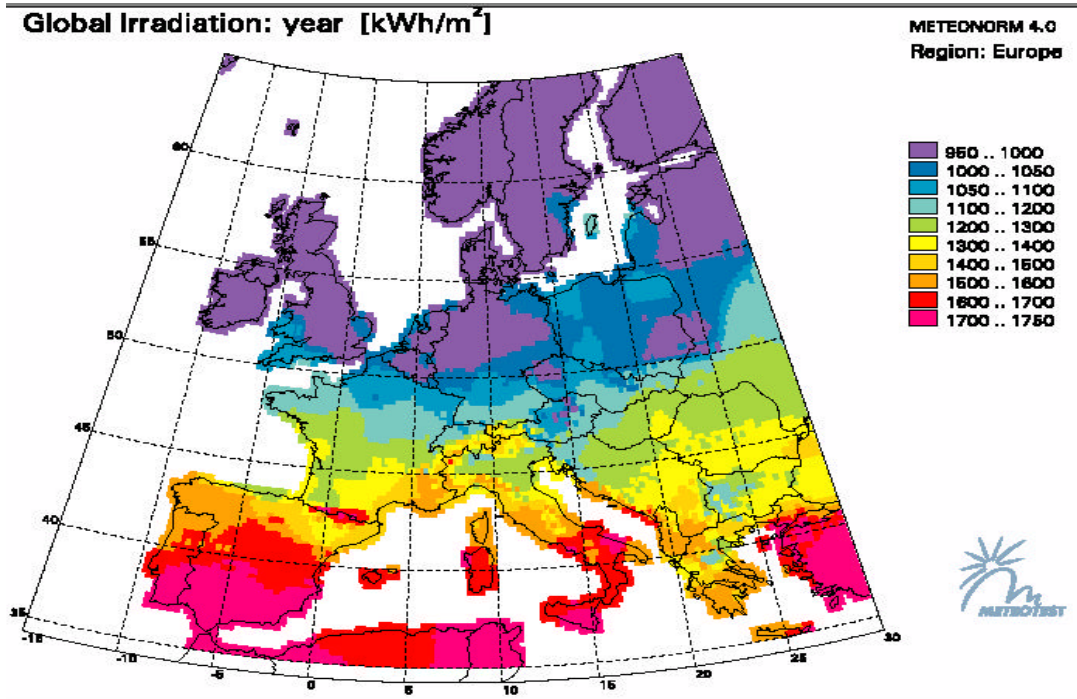 Global Irradiation: year [kWh/m²]
METEONORM 4.0
Region: Europe
950 .. 1000
1000 .. 1050
1050 .. 1100
1100 .. 1200
1200 .. 1300
1300 .. 1400
1400 .. 1500
1500 .. 1600
1600 .. 1700
1700 .. 1750
60
55
50
45
40
35
-15
-10
-5
0
5
10
15
20
25
30
METEOTEST